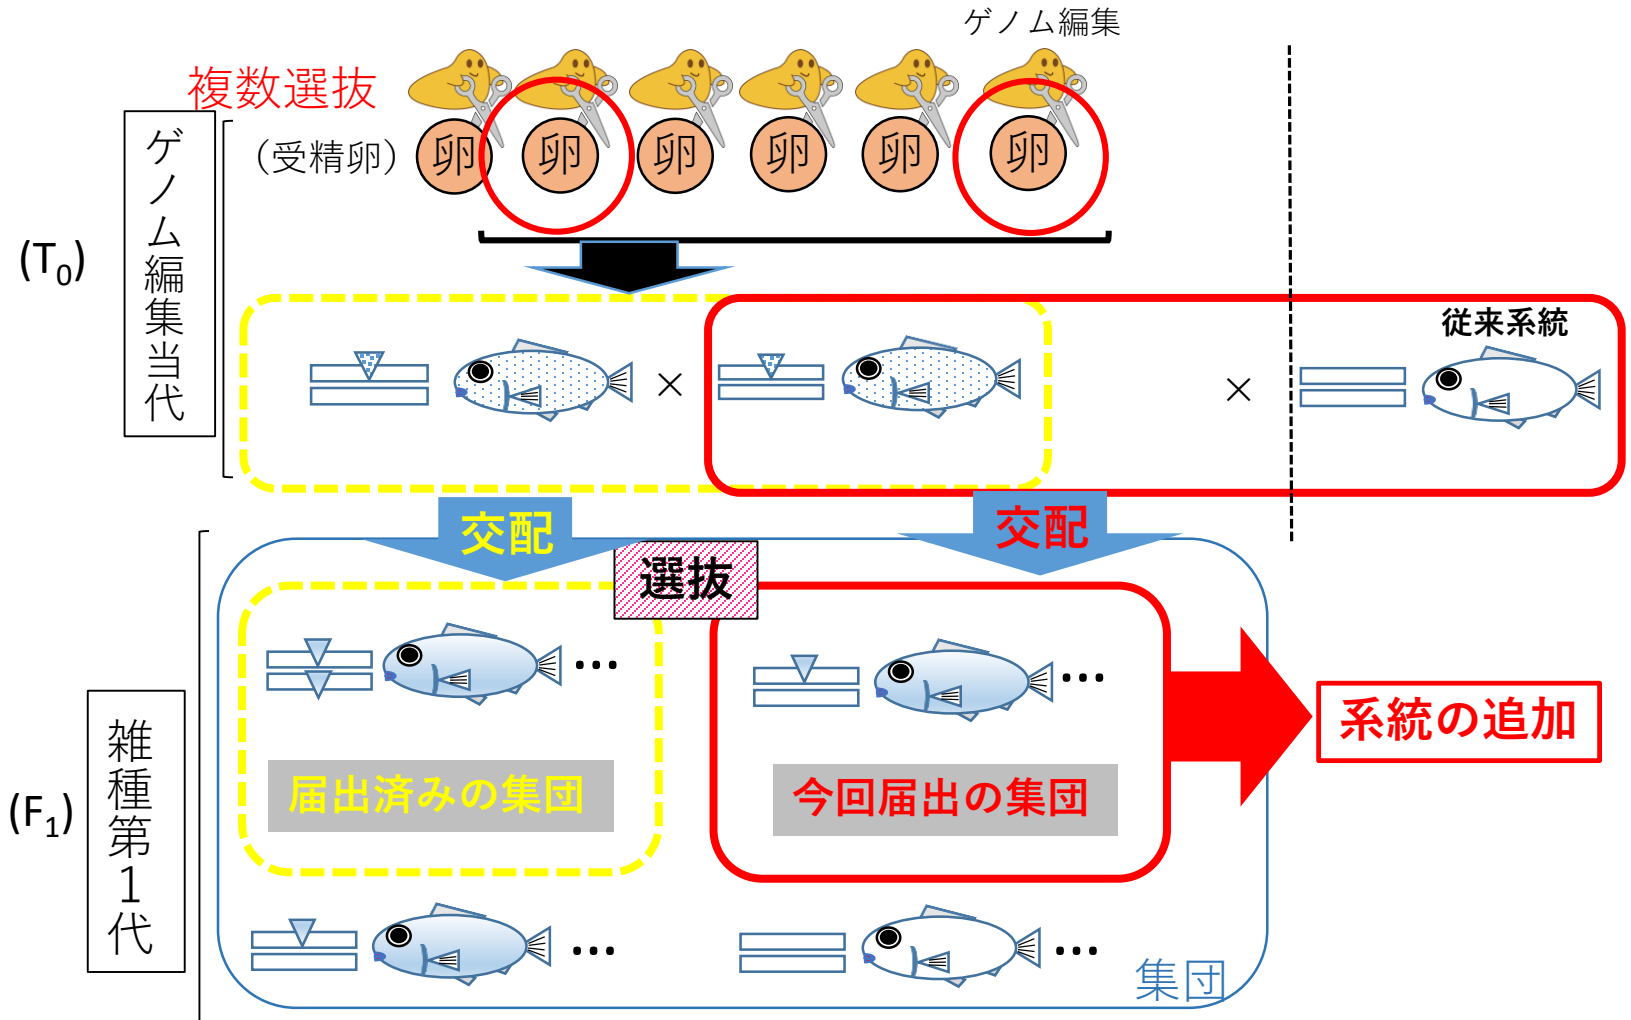 ゲノム編集
複数選抜
(受精卵)
卵
卵
卵
卵
卵
卵
(T0)
ゲノム編集当代
従来系統
×
×
交配
交配
選抜
…
…
届出済みの集団
今回届出の集団
系統の追加
(F1)
雑種第1代
…
…
集団